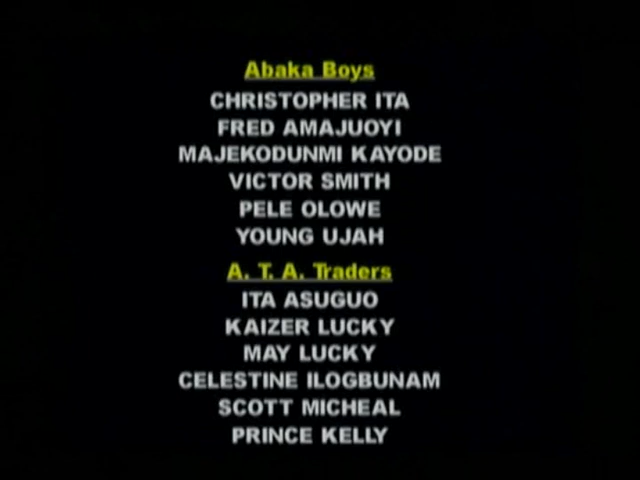 Abaka Boys
CHRISTOPHER ITA
FRED AMAJUOYI
MAJEKODUNMI KAYODE
VICTOR SMITH
PELE OLOWE
YOUNG UJAH
A. T. A. Traders
ITA ASUGUO
KAIZER LUCKY
MAY LUCKY
CELESTINE ILOGBUNAM
SCOTT MICHEAL
PRINCE KELLY